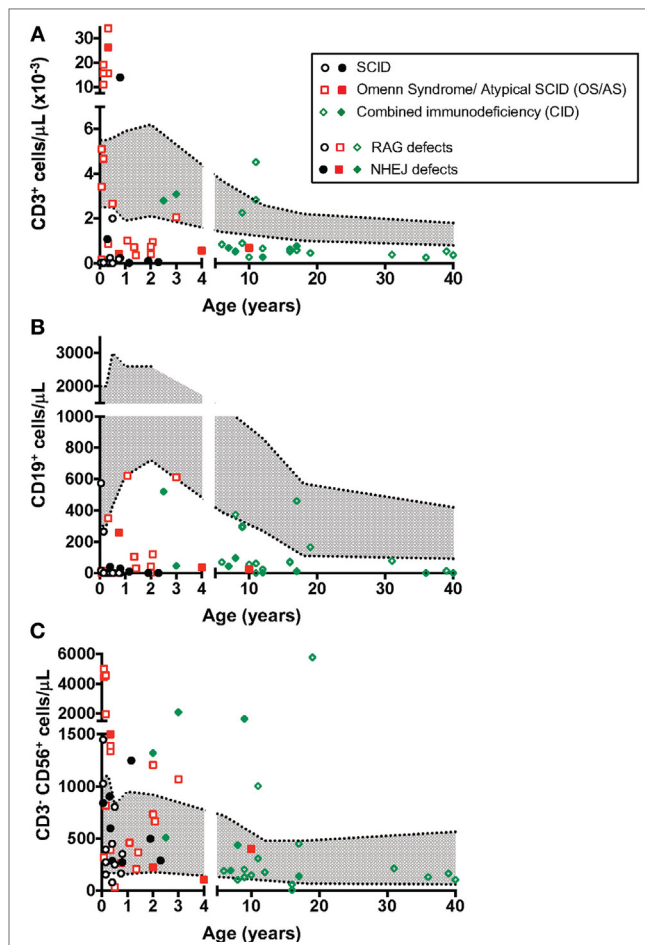 A
30
20
10
6
4
2
0
CD3+ cells/μL (x10-3)
0 1 2 3 4 10 20 30 40
Age (years)
SCID
Omenn Syndrome/ Atypical SCID (OS/AS)
Combined immunodeficiency (CID)
RAG defects
NHEJ defects
B
3000
2000
1000
800
600
400
200
0
CD19+ cells/μL
0 1 2 3 4 10 20 30 40
Age (years)
C
6000
4000
2000
1500
1000
500
0
CD3- CD56+ cells/μL
0 1 2 3 4 10 20 30 40
Age (years)